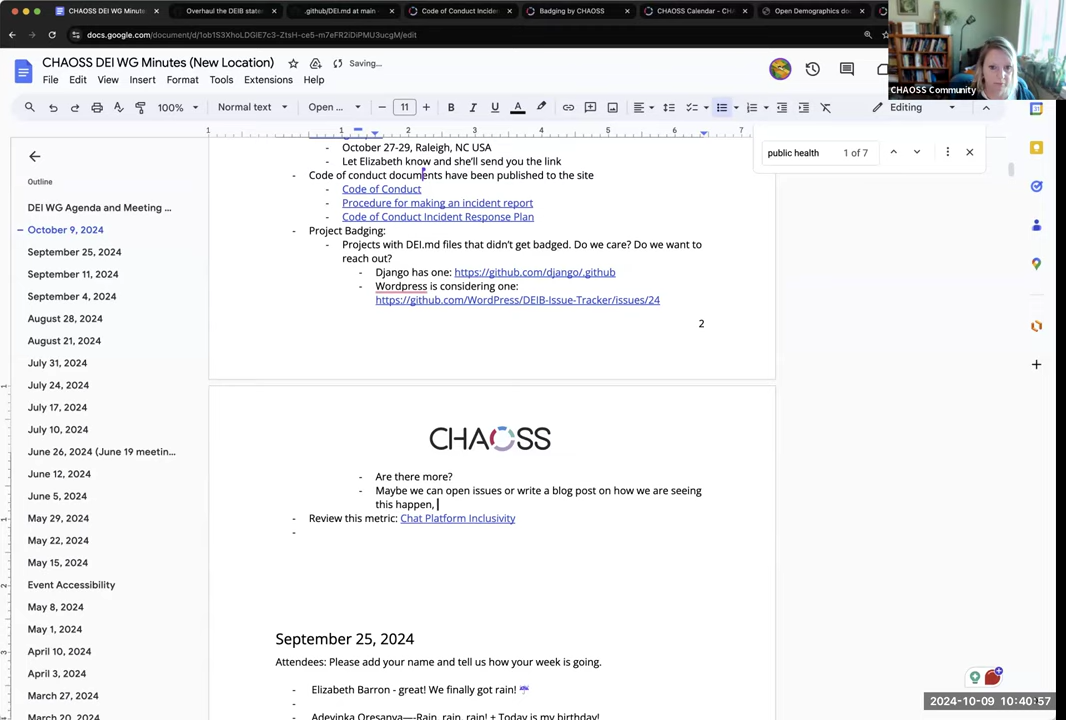 CHAOSS DEI WG Minutes
Overhaul the DEIB state
.github/DEI.md at main
Code of Conduct Incide
Badging by CHAOSS
CHAOSS Calendar - CHA
Open Demographics do
docs.google.com/document/d/1ob1S3XhoLDGIE7c3-ZtsH-ce5-m7eFR2iDiPMU3ucgM/edit
CHAOSS DEI WG Minutes (New Location)
Saving...
File Edit View Insert Format Tools Extensions Help
100%
Normal text
Open ...
11
B I U A
Editing
CHAOSS Community
public health 1 of 7
1 1 2 3 4 5 6 7
Outline
DEI WG Agenda and Meeting ...
October 9, 2024
September 25, 2024
September 11, 2024
September 4, 2024
August 28, 2024
August 21, 2024
July 31, 2024
July 24, 2024
July 17, 2024
July 10, 2024
June 26, 2024 (June 19 meetin...
June 12, 2024
June 5, 2024
May 29, 2024
May 22, 2024
May 15, 2024
Event Accessibility
May 8, 2024
May 1, 2024
April 10, 2024
April 3, 2024
March 27, 2024
March 20, 2024
- October 27-29, Raleigh, NC USA
- Let Elizabeth know and she'll send you the link
- Code of conduct documents have been published to the site
- Code of Conduct
- Procedure for making an incident report
- Code of Conduct Incident Response Plan
- Project Badging:
- Projects with DEI.md files that didn't get badged. Do we care? Do we want to
reach out?
- Django has one: https://github.com/django/.github
- Wordpress is considering one:
https://github.com/WordPress/DEIB-Issue-Tracker/issues/24
2
CHAOSS
- Are there more?
- Maybe we can open issues or write a blog post on how we are seeing
this happen,
- Review this metric: Chat Platform Inclusivity
-
September 25, 2024
Attendees: Please add your name and tell us how your week is going.
- Elizabeth Barron - great! We finally got rain! ☔
-
- Adeyinka Oresanya----Rain, rain, rain! + Today is my birthday!
2024-10-09 10:40:57